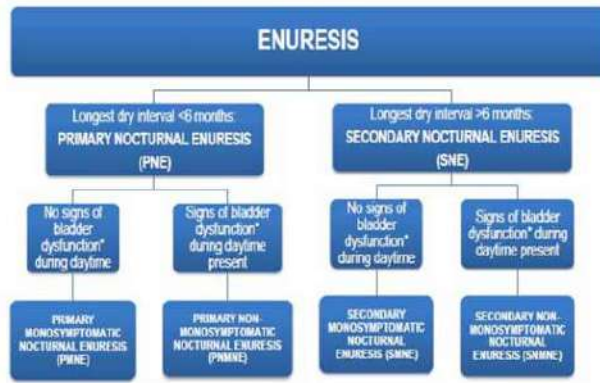 ENURESIS
Longest dry interval <6 months:
PRIMARY NOCTURNAL ENURESIS
(PNE)
Longest dry interval >6 months:
SECONDARY NOCTURNAL ENURESIS
(SNE)
No signs of
bladder
dysfunction*
during daytime
Signs of bladder
dysfunction*
during daytime
present
No signs of
bladder
dysfunction*
during daytime
Signs of bladder
dysfunction* during
daytime present
PRIMARY
MONOSYMPTOMATIC
NOCTURNAL
ENURESIS (PMNE)
PRIMARY NON-
MONOSYMPTOMATIC
NOCTURNAL ENURESIS
(PNMNE)
SECONDARY
MONOSYMPTOMATIC
NOCTURNAL
ENURESIS (SMNE)
SECONDARY NON-
MONOSYMPTOMATIC
NOCTURNAL
ENURESIS (SNMNE)